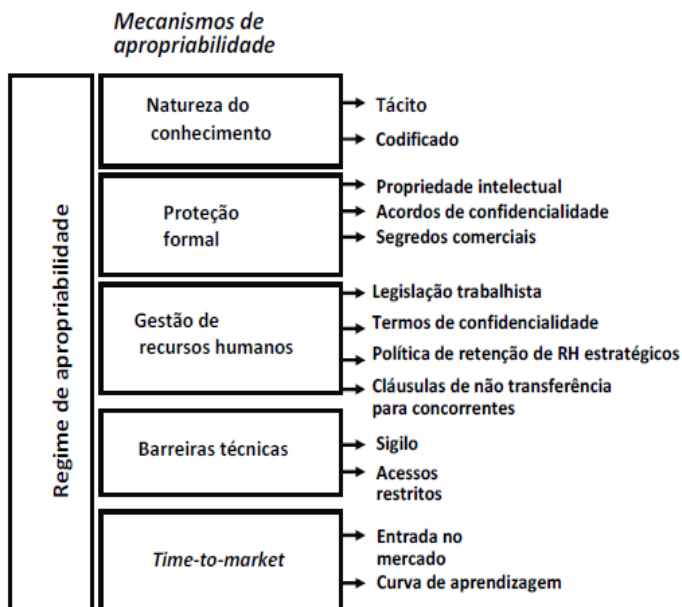 Mecanismos de
apropriabilidade
Regime de apropriabilidade
Natureza do
conhecimento
Tácito
Codificado
Proteção
formal
Propriedade intelectual
Acordos de confidencialidade
Segredos comerciais
Gestão de
recursos humanos
Legislação trabalhista
Termos de confidencialidade
Política de retenção de RH estratégicos
Cláusulas de não transferência
para concorrentes
Barreiras técnicas
Sigilo
Acessos
restritos
Time-to-market
Entrada no
mercado
Curva de aprendizagem